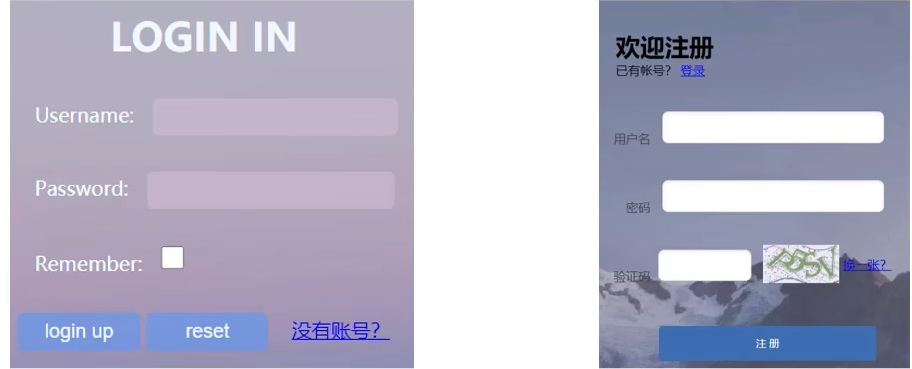 LOGIN IN
Username:
Password:
Remember:
login up
reset
没有账号？
欢迎注册
已有帐号？ 登录
用户名
密码
验证码
换一张？
注册